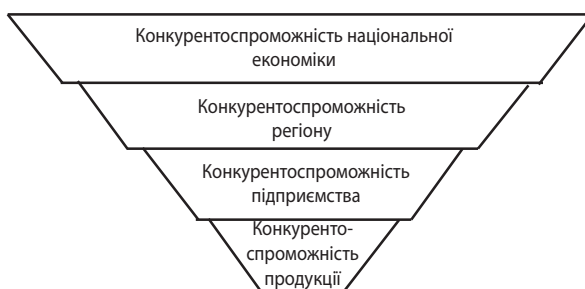 Конкурентоспроможність національної
економіки
Конкурентоспроможність
регіону
Конкурентоспроможність
підприємства
Конкуренто-
спроможність
продукції